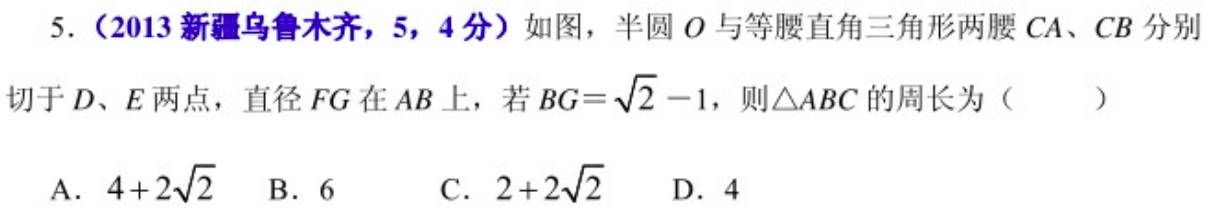 5.（2013 新疆乌鲁木齐，5，4 分）如图，半圆 O 与等腰直角三角形两腰 CA、CB 分别
切于 D、E 两点，直径 FG 在 AB 上，若 BG=√2－1，则△ABC 的周长为（  ）
A．4+2√2 B．6 C．2+2√2 D．4